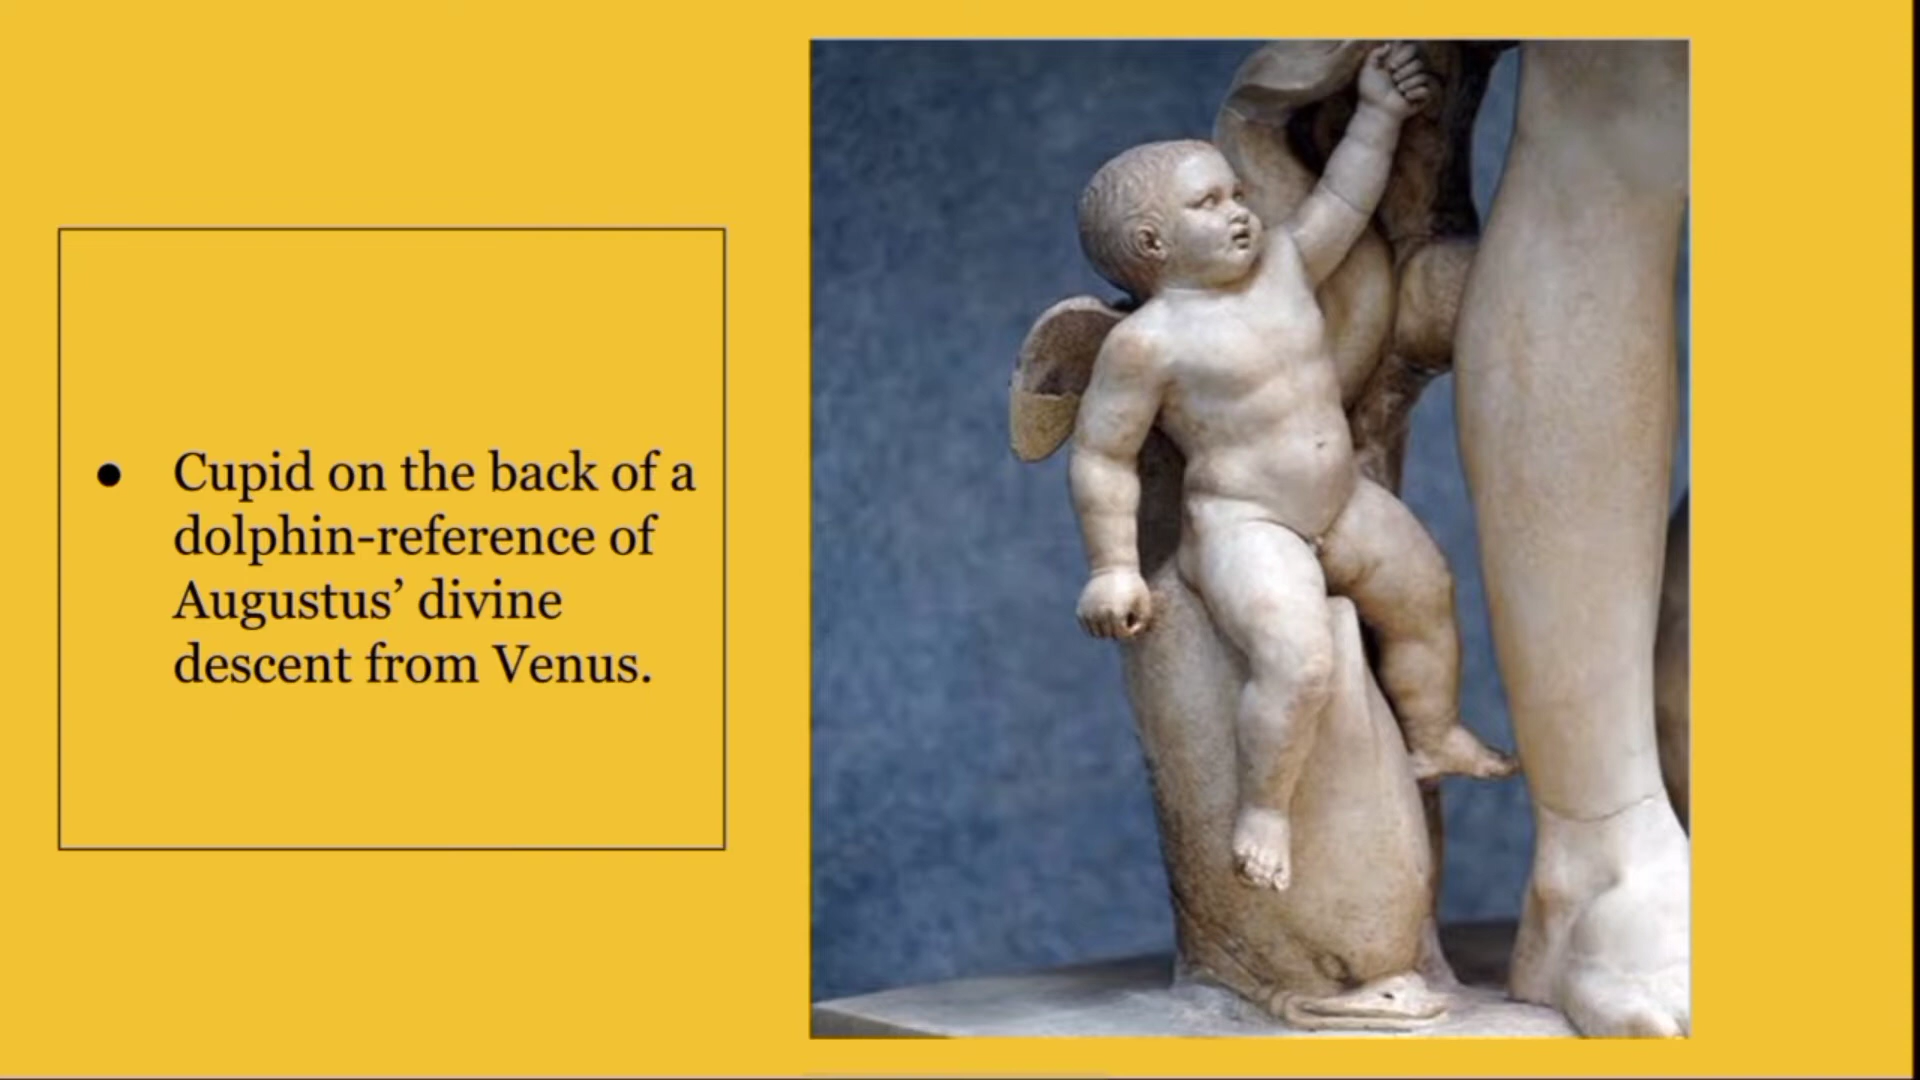 ● Cupid on the back of a
dolphin-reference of
Augustus’ divine
descent from Venus.